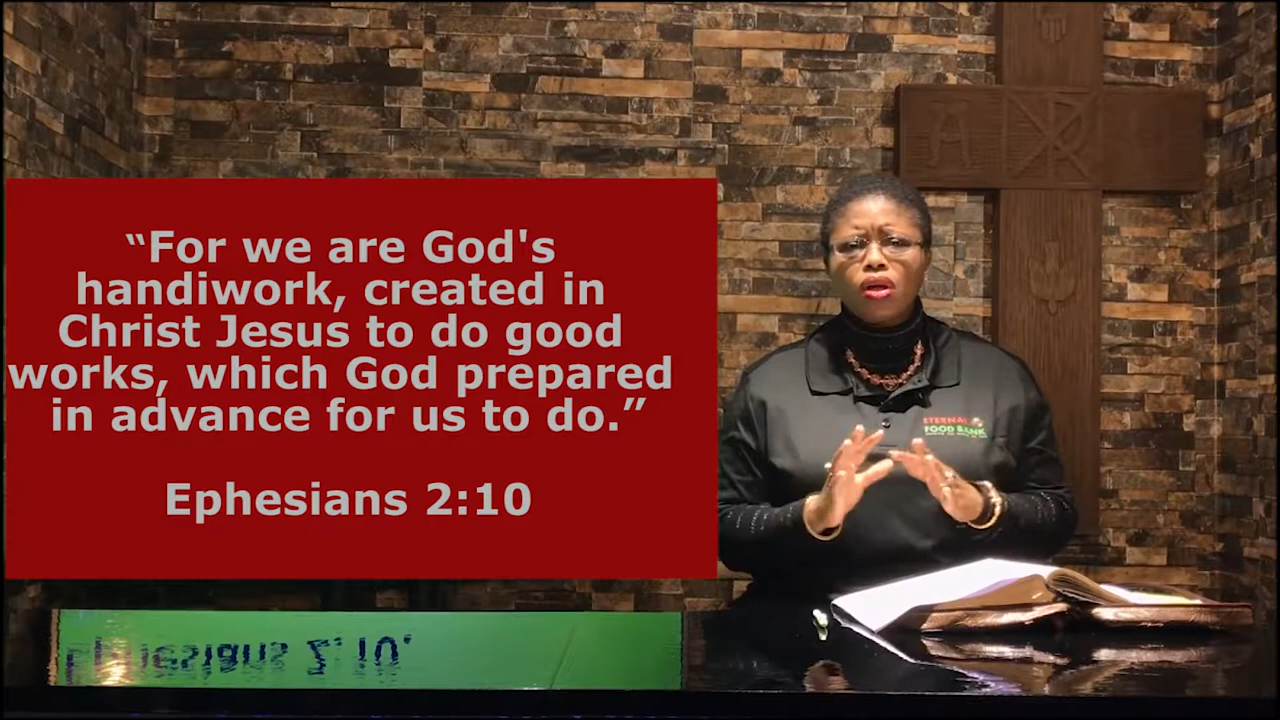 “For we are God's
handiwork, created in
Christ Jesus to do good
works, which God prepared
in advance for us to do.”
Ephesians 2:10
ETERNAL
FOOD BANK